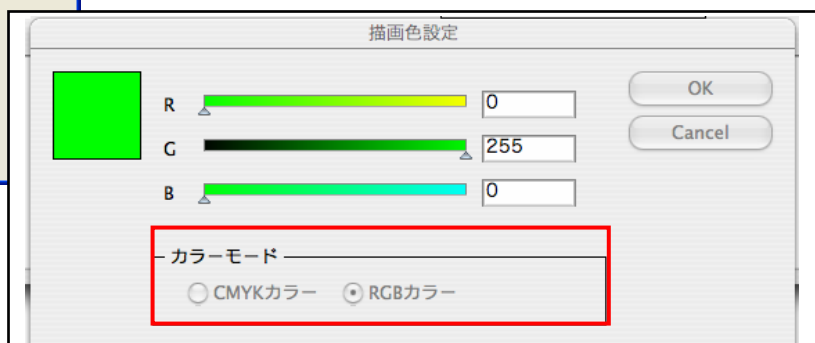 描画色設定
R 0 OK
G 255 Cancel
B 0
カラーモード
CMYKカラー RGBカラー